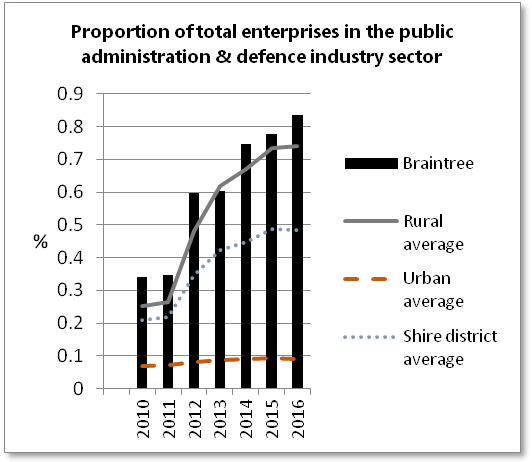 Proportion of total enterprises in the public
administration & defence industry sector
0.9
0.8
0.7
0.6
0.5
0.4
0.3
0.2
0.1
0
%
2010
2011
2012
2013
2014
2015
2016
Braintree
Rural
average
Urban
average
Shire district
average